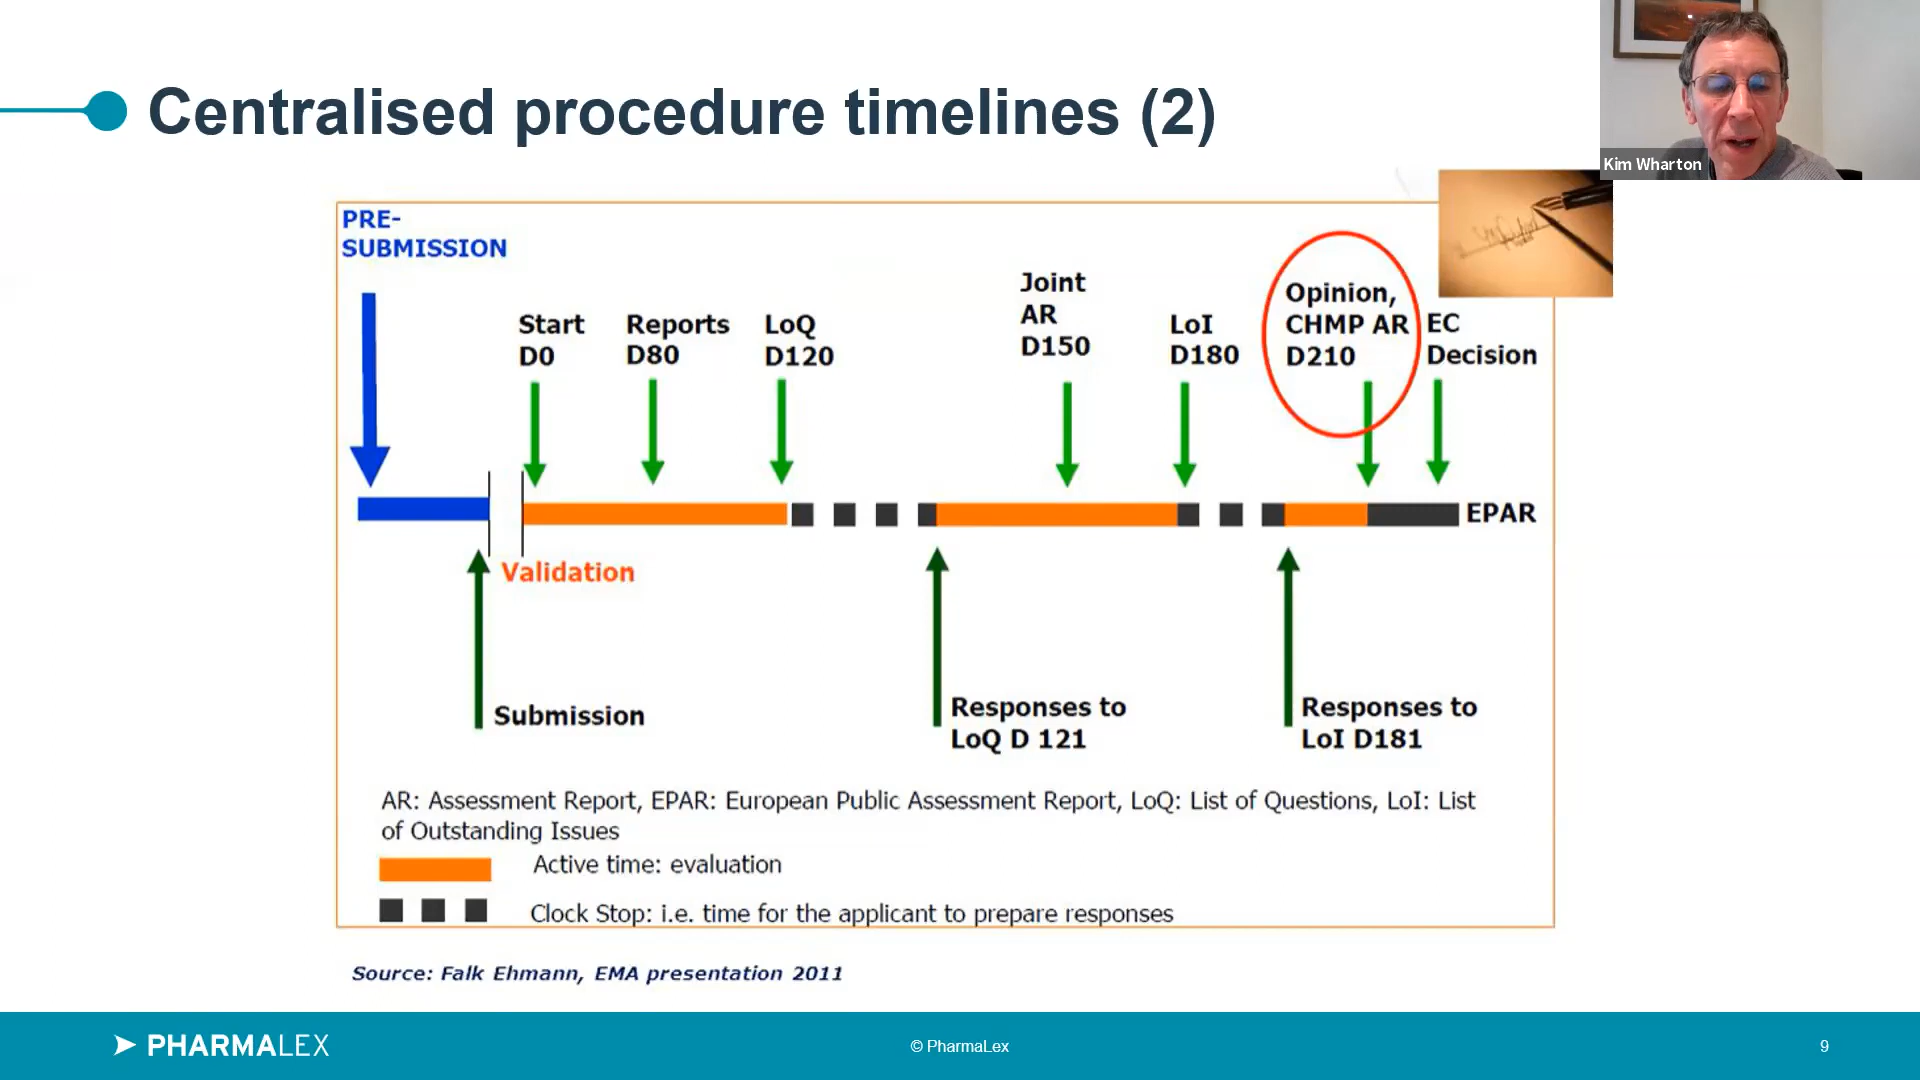 Centralised procedure timelines (2)
Kim Wharton
PRE-
SUBMISSION
Start
D0
Reports
D80
LoQ
D120
Joint
AR
D150
LoI
D180
Opinion,
CHMP AR
D210
EC
Decision
EPAR
Validation
Submission
Responses to
LoQ D 121
Responses to
LoI D181
AR: Assessment Report, EPAR: European Public Assessment Report, LoQ: List of Questions, LoI: List
of Outstanding Issues
Active time: evaluation
Clock Stop: i.e. time for the applicant to prepare responses
Source: Falk Ehmann, EMA presentation 2011
PHARMALEX
© PharmaLex
9